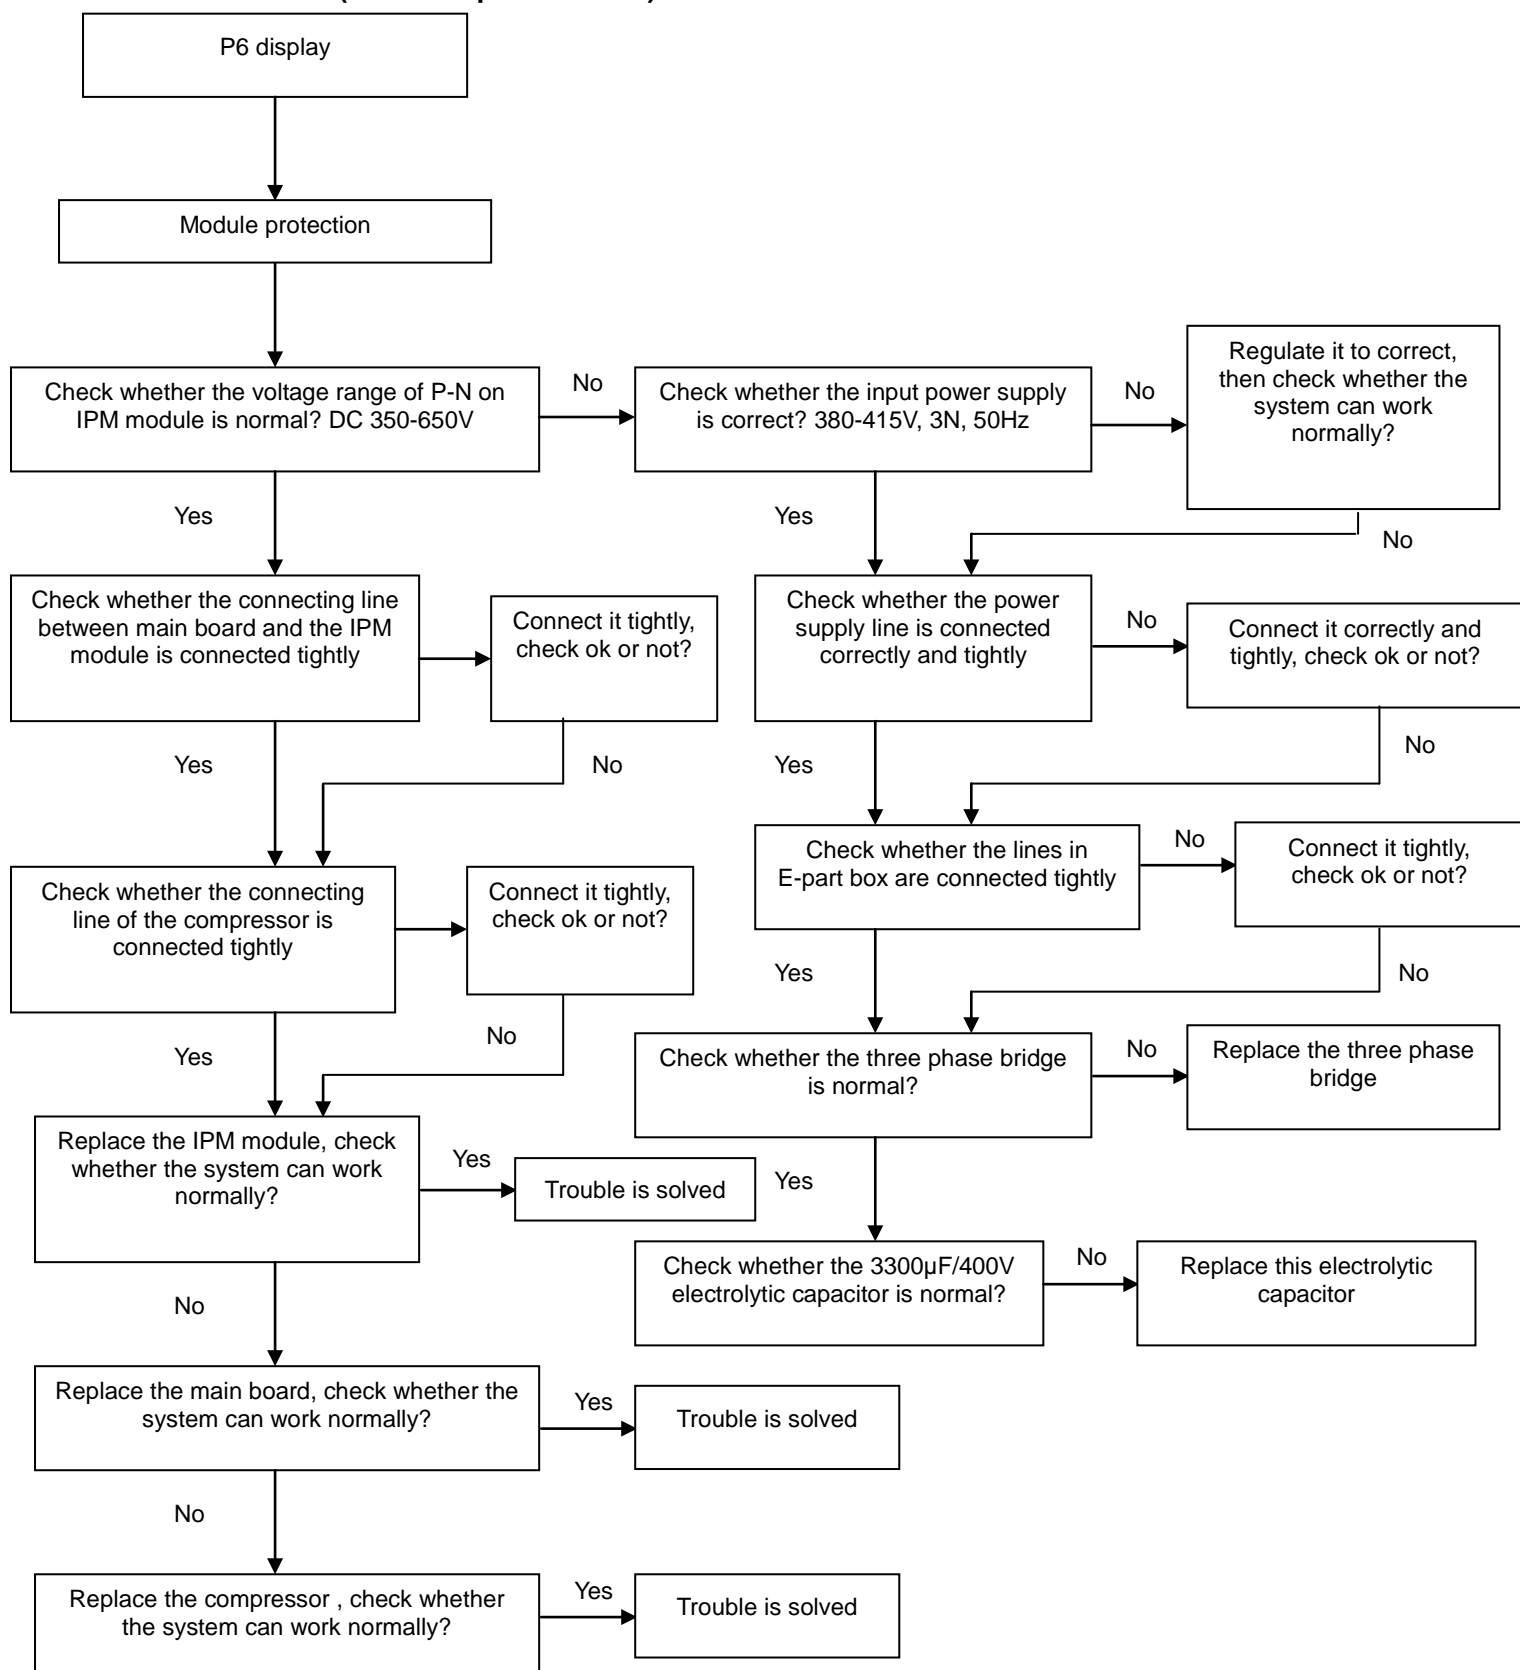 P6 display
Module protection
Check whether the voltage range of P-N on
IPM module is normal? DC 350-650V
No
Check whether the input power supply
is correct? 380-415V, 3N, 50Hz
No
Regulate it to correct,
then check whether the
system can work
normally?
Yes
Yes
No
Check whether the connecting line
between main board and the IPM
module is connected tightly
Connect it tightly,
check ok or not?
Check whether the power
supply line is connected
correctly and tightly
No
Connect it correctly and
tightly, check ok or not?
Yes
No
Yes
No
Check whether the connecting
line of the compressor is
connected tightly
Connect it tightly,
check ok or not?
Check whether the lines in
E-part box are connected tightly
No
Connect it tightly,
check ok or not?
Yes
No
Yes
No
Check whether the three phase bridge
is normal?
No
Replace the three phase
bridge
Replace the IPM module, check
whether the system can work
normally?
Yes
Trouble is solved
Yes
Check whether the 3300μF/400V
electrolytic capacitor is normal?
No
Replace this electrolytic
capacitor
No
Replace the main board, check whether the
system can work normally?
Yes
Trouble is solved
No
Replace the compressor , check whether
the system can work normally?
Yes
Trouble is solved